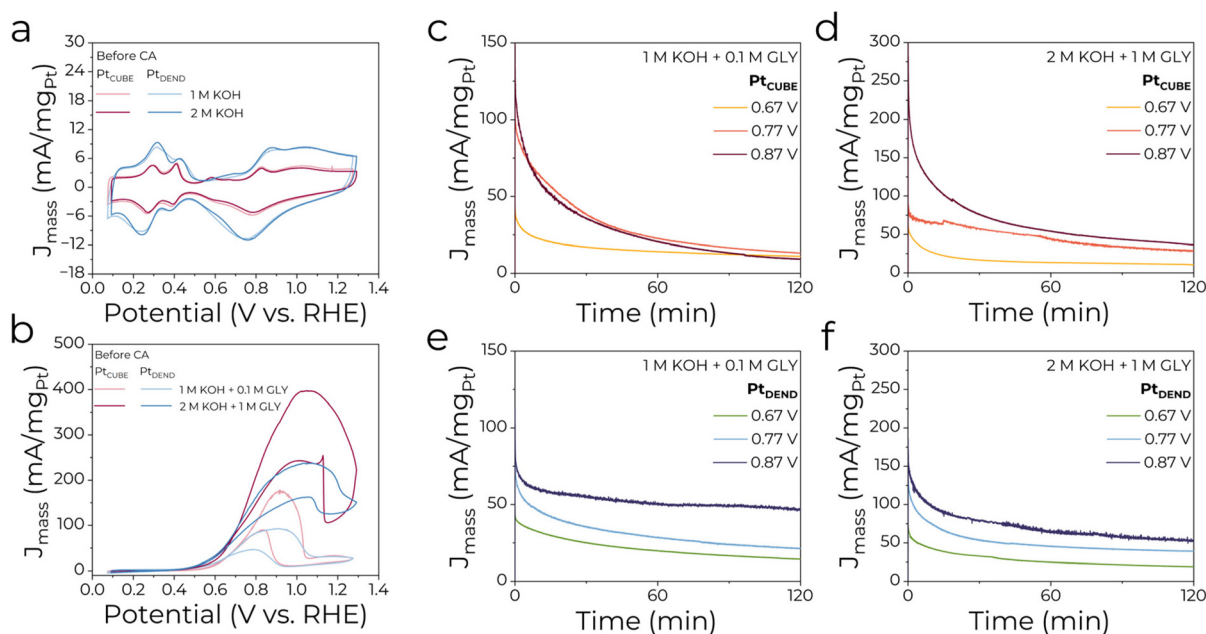 a
30
24
18
12
6
0
−6
−12
−18
J_mass (mA/mg_Pt)
Before CA
Pt_CUBE Pt_DEND
1 M KOH
2 M KOH
0.0 0.2 0.4 0.6 0.8 1.0 1.2 1.4
Potential (V vs. RHE)
b
500
400
300
200
100
0
J_mass (mA/mg_Pt)
Before CA
Pt_CUBE Pt_DEND
1 M KOH + 0.1 M GLY
2 M KOH + 1 M GLY
0.0 0.2 0.4 0.6 0.8 1.0 1.2 1.4
Potential (V vs. RHE)
c
150
100
50
0
J_mass (mA/mg_Pt)
1 M KOH + 0.1 M GLY
Pt_CUBE
0.67 V
0.77 V
0.87 V
0 60 120
Time (min)
d
300
250
200
150
100
50
0
J_mass (mA/mg_Pt)
2 M KOH + 1 M GLY
Pt_CUBE
0.67 V
0.77 V
0.87 V
0 60 120
Time (min)
e
150
100
50
0
J_mass (mA/mg_Pt)
1 M KOH + 0.1 M GLY
Pt_DEND
0.67 V
0.77 V
0.87 V
0 60 120
Time (min)
f
300
250
200
150
100
50
0
J_mass (mA/mg_Pt)
2 M KOH + 1 M GLY
Pt_DEND
0.67 V
0.77 V
0.87 V
0 60 120
Time (min)